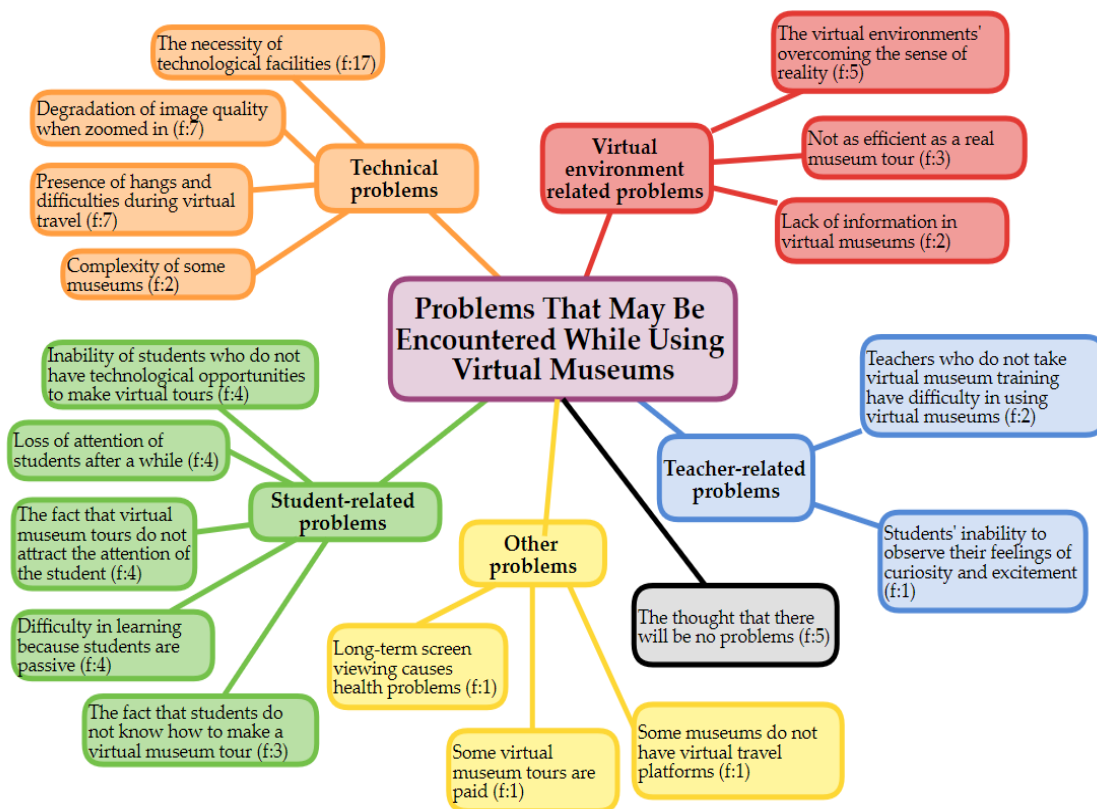 The necessity of
technological facilities (f:17)
Degradation of image quality
when zoomed in (f:7)
Presence of hangs and
difficulties during virtual
travel (f:7)
Complexity of some
museums (f:2)
Technical
problems
The virtual environments'
overcoming the sense of
reality (f:5)
Not as efficient as a real
museum tour (f:3)
Lack of information in
virtual museums (f:2)
Virtual
environment
related problems
Problems That May Be
Encountered While Using
Virtual Museums
Inability of students who do not
have technological opportunities
to make virtual tours (f:4)
Loss of attention of
students after a while (f:4)
The fact that virtual
museum tours do not
attract the attention of
the student (f:4)
Difficulty in learning
because students are
passive (f:4)
The fact that students do
not know how to make a
virtual museum tour (f:3)
Student-related
problems
Other
problems
Long-term screen
viewing causes
health problems (f:1)
Some virtual
museum tours are
paid (f:1)
Some museums do not
have virtual travel
platforms (f:1)
The thought that there
will be no problems (f:5)
Teacher-related
problems
Teachers who do not take
virtual museum training
have difficulty in using
virtual museums (f:2)
Students' inability to
observe their feelings of
curiosity and excitement
(f:1)